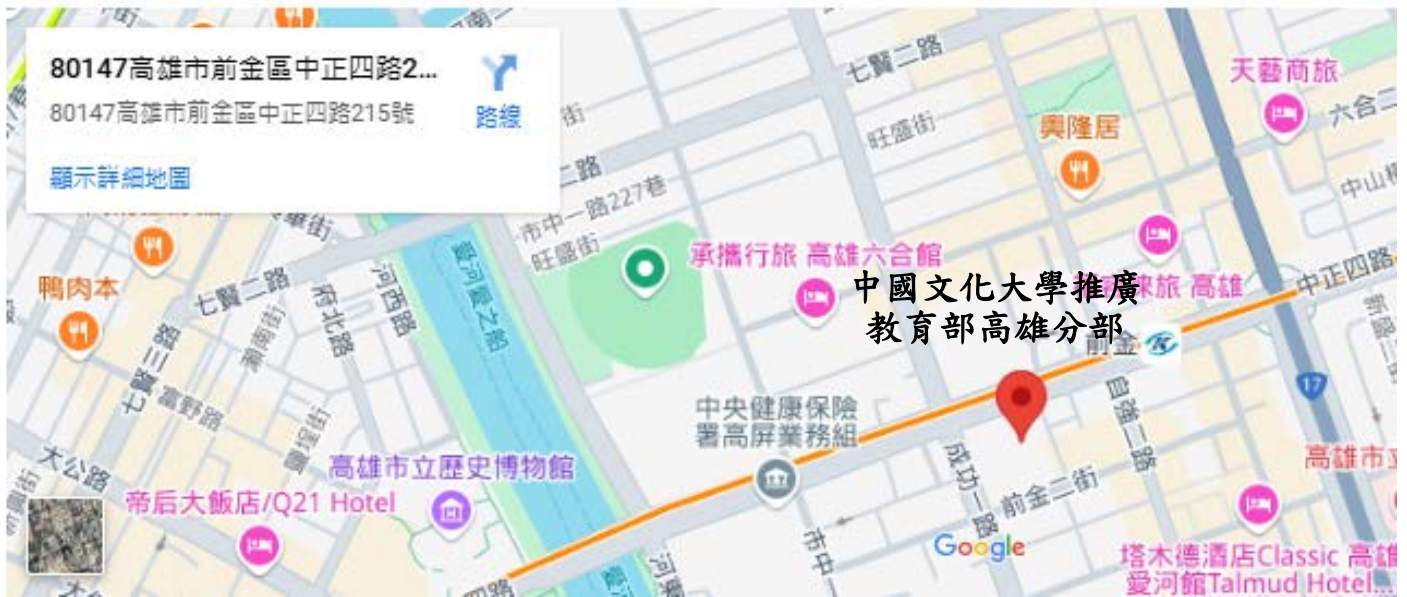 80147高雄市前金區中正四路2...
80147高雄市前金區中正四路215號
路線
顯示詳細地圖
七賢二路
天藝商旅
六合二
旺盛街
興隆居
街
二路
市中一路227巷
旺盛街
中山橫
鴨肉本
七賢二路
河西路
愛河愛之船
府北路
瀨南街
承攜行旅 高雄六合館
中國文化大學推廣
教育部高雄分部
旅 高雄
中正四路
前金
七賢三路
富野路
中央健康保險
署高屏業務組
自強二路
17
成功一路
前金二街
大公路
高雄市立歷史博物館
帝后大飯店/Q21 Hotel
高雄市立
市中一
Google
塔木德酒店Classic 高雄
愛河館Talmud Hotel...
四路
河東